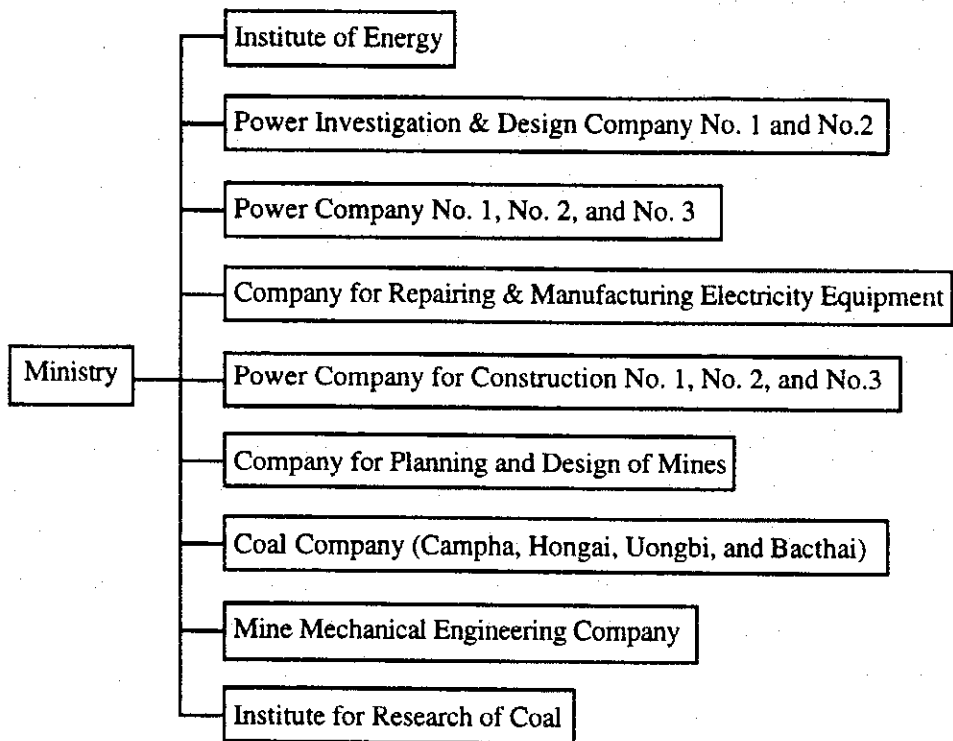 Institute of Energy
Power Investigation & Design Company No. 1 and No.2
Power Company No. 1, No. 2, and No. 3
Company for Repairing & Manufacturing Electricity Equipment
Ministry
Power Company for Construction No. 1, No. 2, and No.3
Company for Planning and Design of Mines
Coal Company (Campha, Hongai, Uongbi, and Bacthai)
Mine Mechanical Engineering Company
Institute for Research of Coal